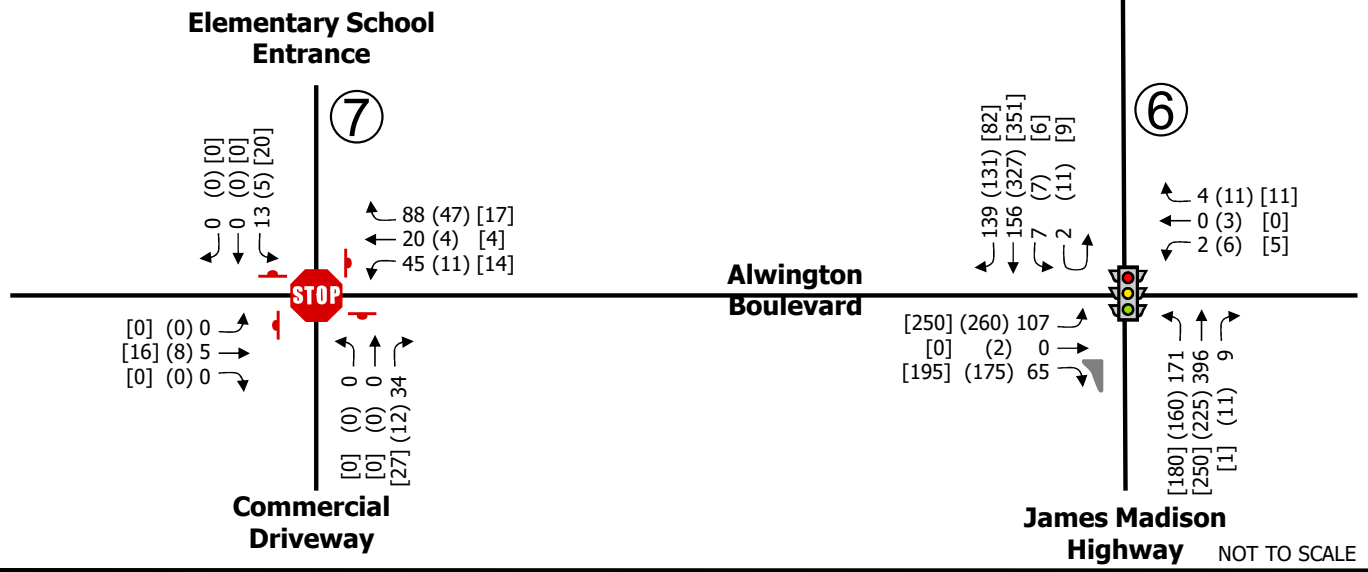 Elementary School
Entrance
7
0 (0) [0]
0 (0) [0]
13 (5) [20]
88 (47) [17]
20 (4) [4]
45 (11) [14]
STOP
[0] (0) 0
[16] (8) 5
[0] (0) 0
[0] (0) 0
[0] (0) 0
[27] (12) 34
Commercial
Driveway
Alwington
Boulevard
6
139 (131) [82]
156 (327) [351]
7 (7) [6]
2 (11) [9]
4 (11) [11]
0 (3) [0]
2 (6) [5]
[250] (260) 107
[0] (2) 0
[195] (175) 65
[180] (160) 171
[250] (225) 396
[1] (11) 9
James Madison
Highway
NOT TO SCALE